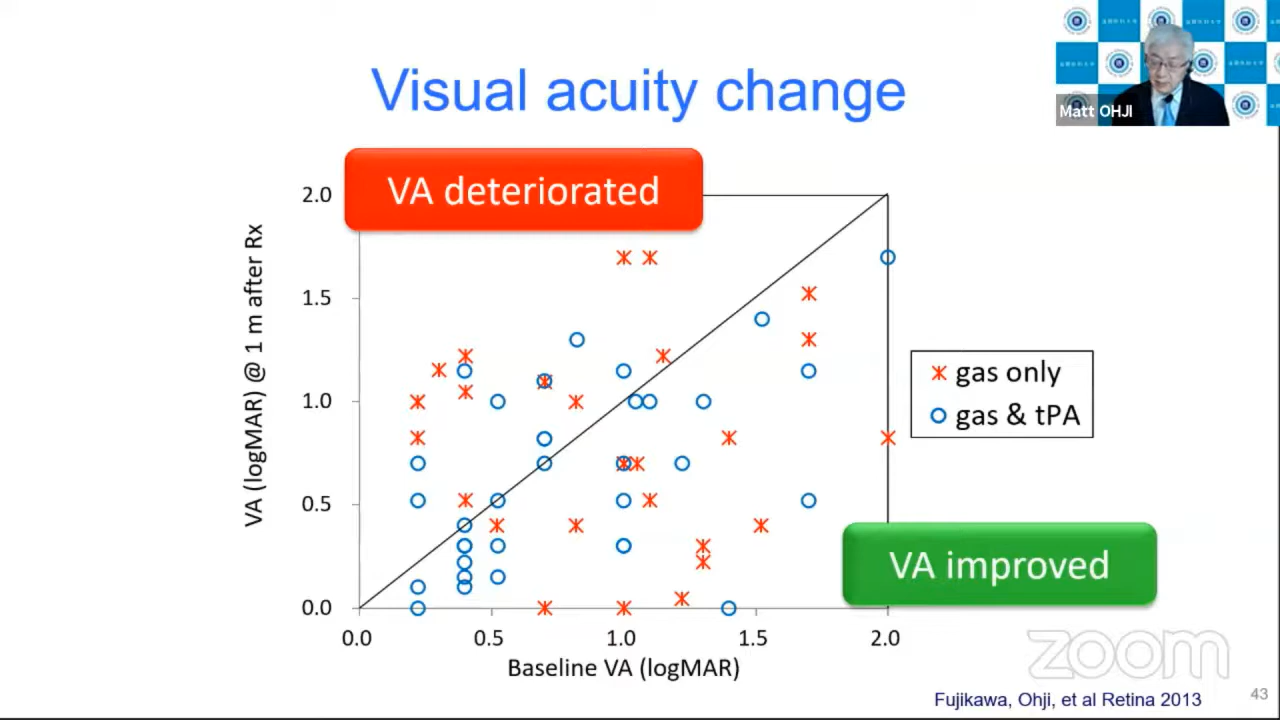 Visual acuity change
Matt OHJI
VA deteriorated
2.0
1.5
1.0
0.5
0.0
VA (logMAR) @ 1 m after Rx
gas only
gas & tPA
VA improved
0.0 0.5 1.0 1.5 2.0
Baseline VA (logMAR)
zoom
Fujikawa, Ohji, et al Retina 2013
43